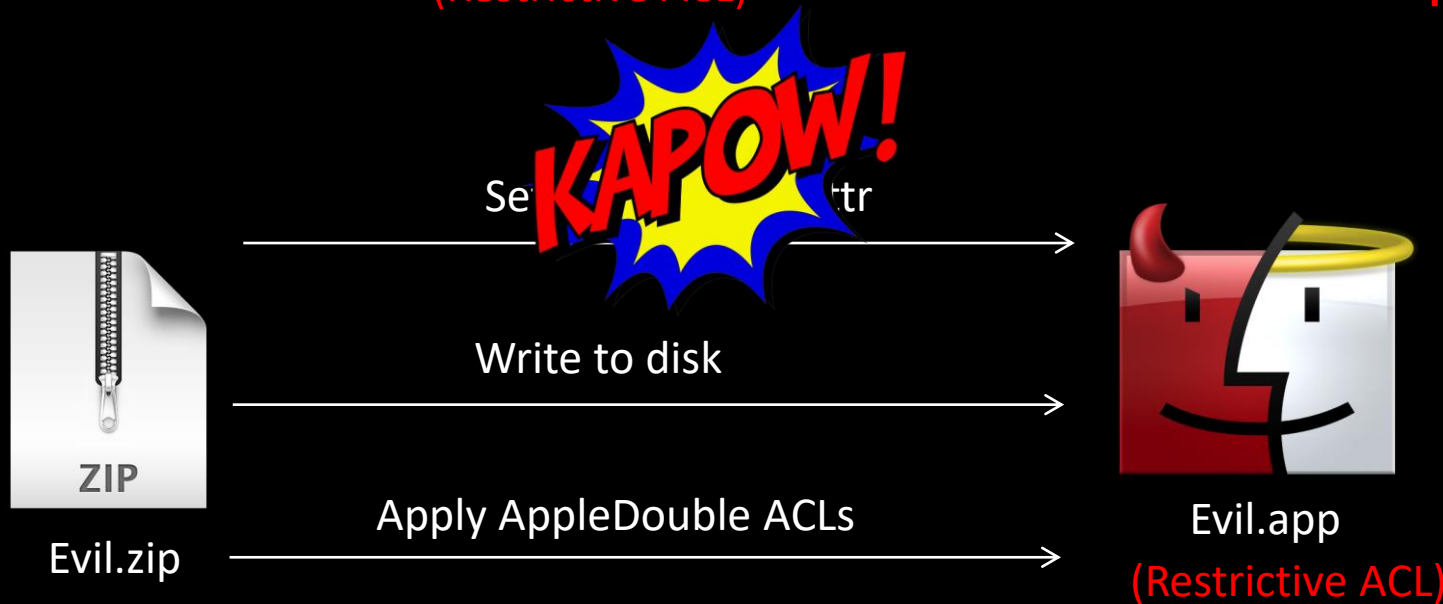 KAPOW!
Write to disk
ZIP
Apply AppleDouble ACLs
Evil.zip
Evil.app
(Restrictive ACL)